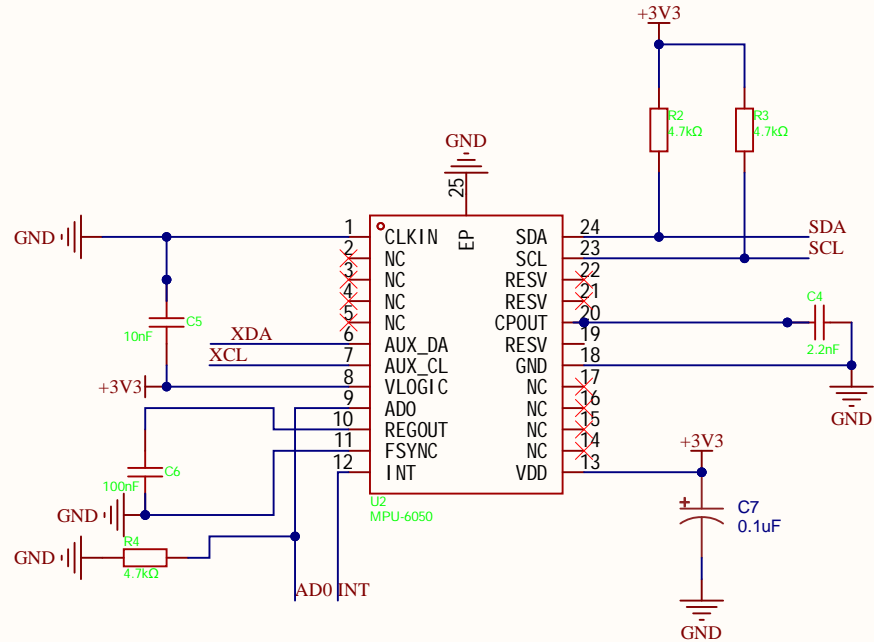 +3V3
R2
4.7kΩ
R3
4.7kΩ
GND
25
EP
GND
1
CLKIN
2
NC
3
NC
4
NC
5
NC
6
AUX_DA
7
AUX_CL
8
VLOGIC
9
ADO
10
REGOUT
11
FSYNC
12
INT
24
SDA
23
SCL
22
RESV
21
RESV
20
CPOUT
19
RESV
18
GND
17
NC
16
NC
15
NC
14
NC
13
VDD
SDA
SCL
C4
2.2nF
GND
C5
10nF
XDA
XCL
+3V3
C6
100nF
GND
R4
4.7kΩ
GND
AD0 INT
U2
MPU-6050
+3V3
C7
0.1uF
GND